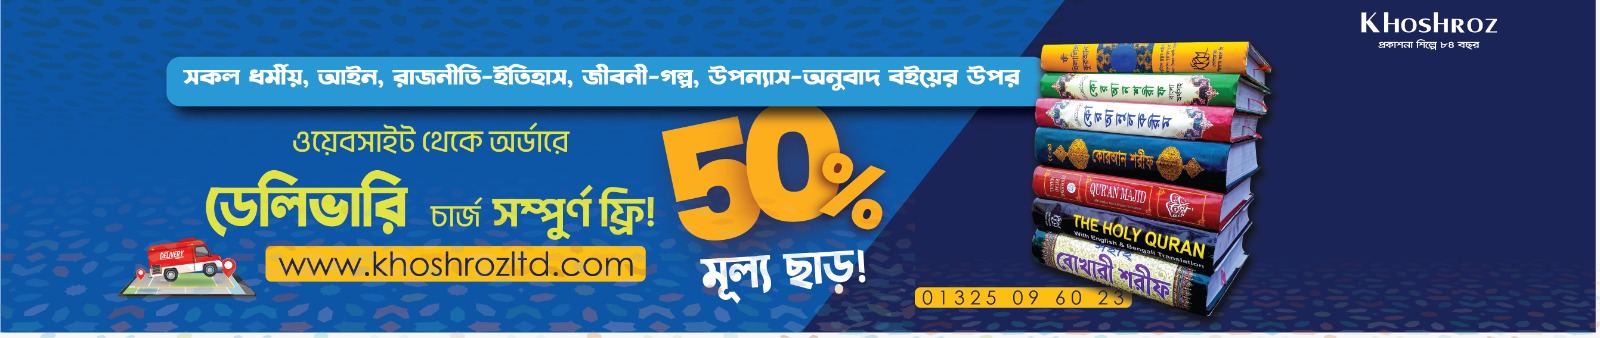 KHOSHROZ
প্রকাশনা শিল্পে ৮৪ বছর
সকল ধর্মীয়, আইন, রাজনীতি-ইতিহাস, জীবনী-গল্প, উপন্যাস-অনুবাদ বইয়ের উপর
ওয়েবসাইট থেকে অর্ডারে
ডেলিভারি চার্জ সম্পুর্ণ ফ্রি!
DELIVERY
www.khoshrozltd.com
50%
মূল্য ছাড়!
01325 09 60 23
কোরআন শরীফ
QUR'AN MAJID
THE HOLY QURAN
With English & Bengali Translation
বোখারী শরীফ